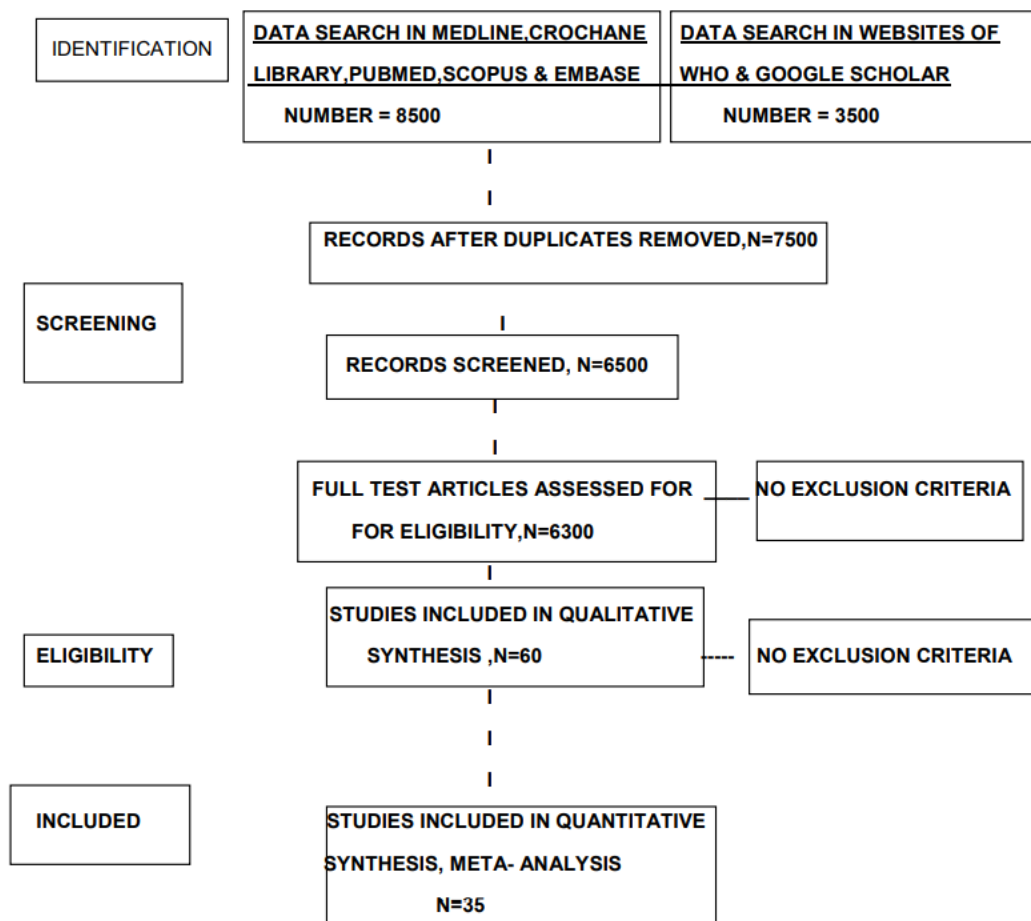 IDENTIFICATION
DATA SEARCH IN MEDLINE,CROCHANE
LIBRARY,PUBMED,SCOPUS & EMBASE
NUMBER = 8500
DATA SEARCH IN WEBSITES OF
WHO & GOOGLE SCHOLAR
NUMBER = 3500
RECORDS AFTER DUPLICATES REMOVED,N=7500
SCREENING
RECORDS SCREENED, N=6500
FULL TEST ARTICLES ASSESSED FOR
FOR ELIGIBILITY,N=6300
NO EXCLUSION CRITERIA
ELIGIBILITY
STUDIES INCLUDED IN QUALITATIVE
SYNTHESIS ,N=60
NO EXCLUSION CRITERIA
INCLUDED
STUDIES INCLUDED IN QUANTITATIVE
SYNTHESIS, META- ANALYSIS
N=35